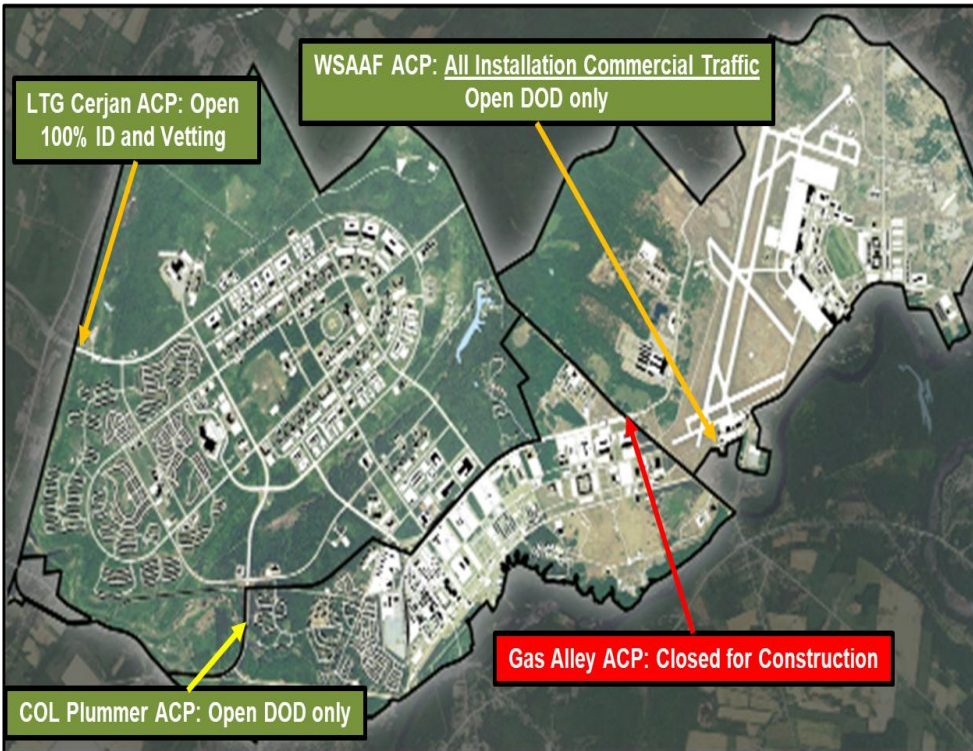 WSAAF ACP: All Installation Commercial Traffic
Open DOD only
LTG Cerjan ACP: Open
100% ID and Vetting
Gas Alley ACP: Closed for Construction
COL Plummer ACP: Open DOD only